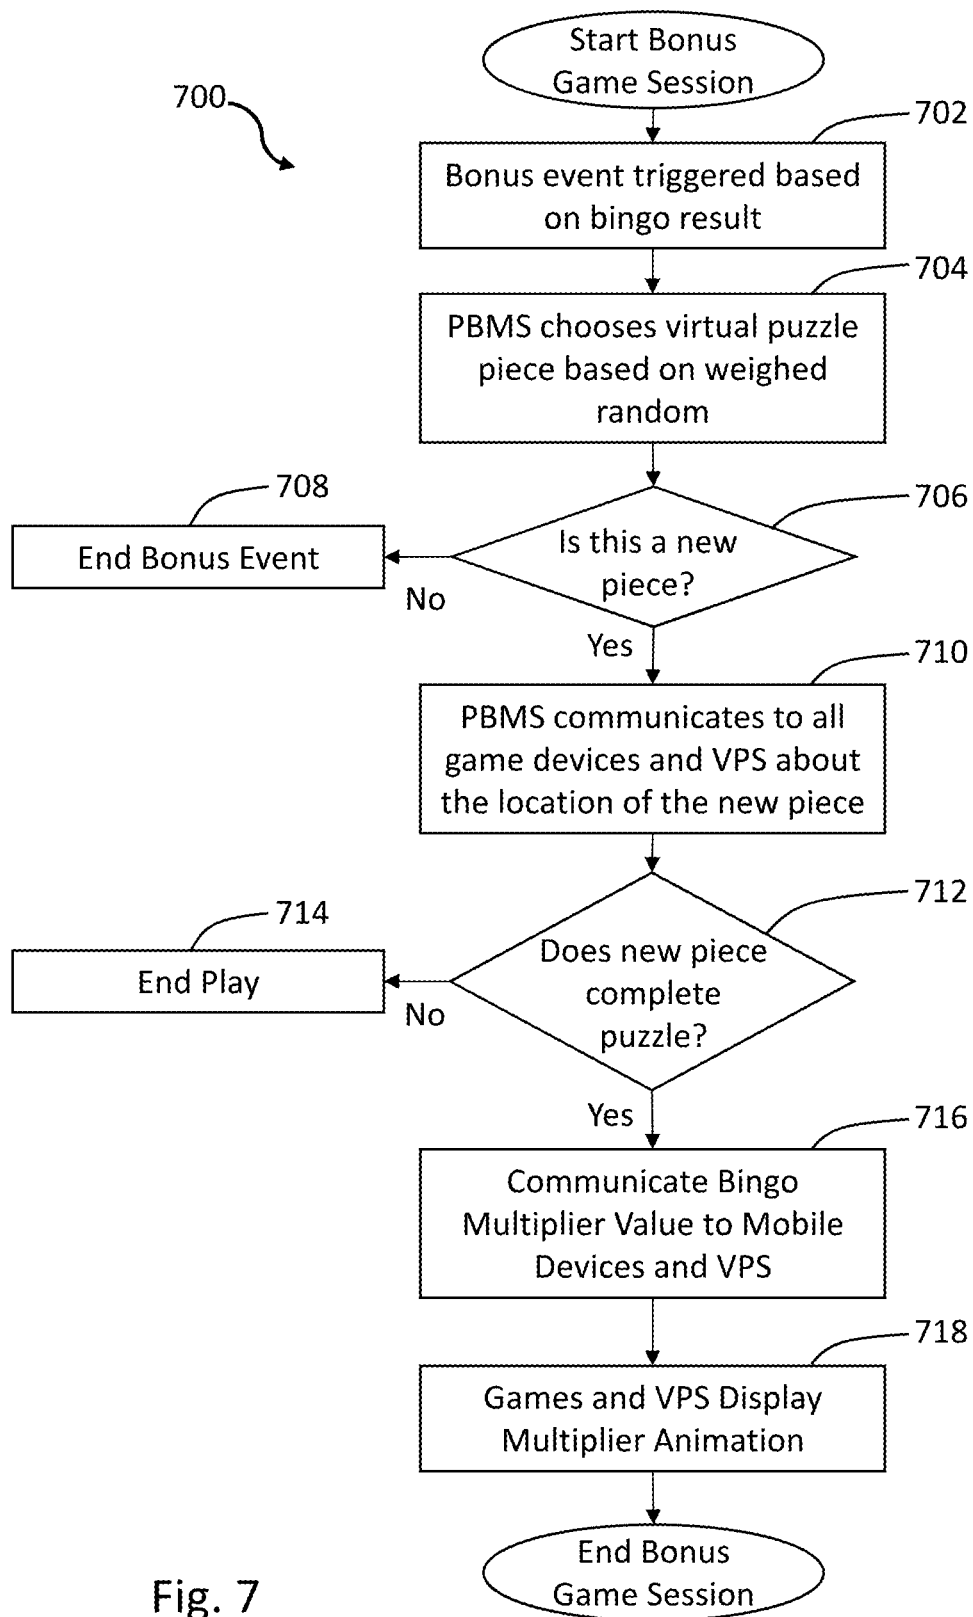 Start Bonus
Game Session
700
702
Bonus event triggered based
on bingo result
704
PBMS chooses virtual puzzle
piece based on weighed
random
708
706
End Bonus Event
Is this a new
piece?
No
Yes
710
PBMS communicates to all
game devices and VPS about
the location of the new piece
712
714
End Play
Does new piece
complete
puzzle?
No
Yes
716
Communicate Bingo
Multiplier Value to Mobile
Devices and VPS
718
Games and VPS Display
Multiplier Animation
End Bonus
Game Session
Fig. 7